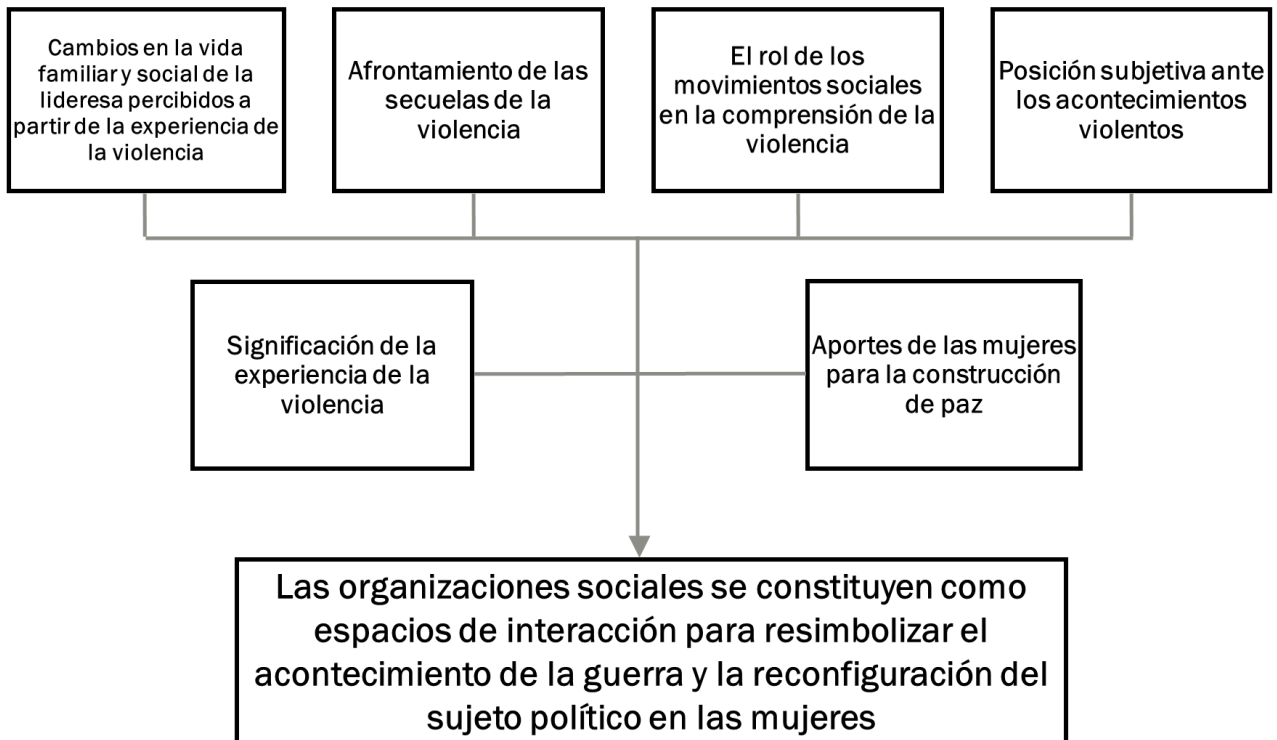 Cambios en la vida
familiar y social de la
lideresa percibidos a
partir de la experiencia de
la violencia
Afrontamiento de las
secuelas de la
violencia
El rol de los
movimientos sociales
en la comprensión de la
violencia
Posición subjetiva ante
los acontecimientos
violentos
Significación de la
experiencia de la
violencia
Aportes de las mujeres
para la construcción
de paz
Las organizaciones sociales se constituyen como
espacios de interacción para resimbolizar el
acontecimiento de la guerra y la reconfiguración del
sujeto político en las mujeres